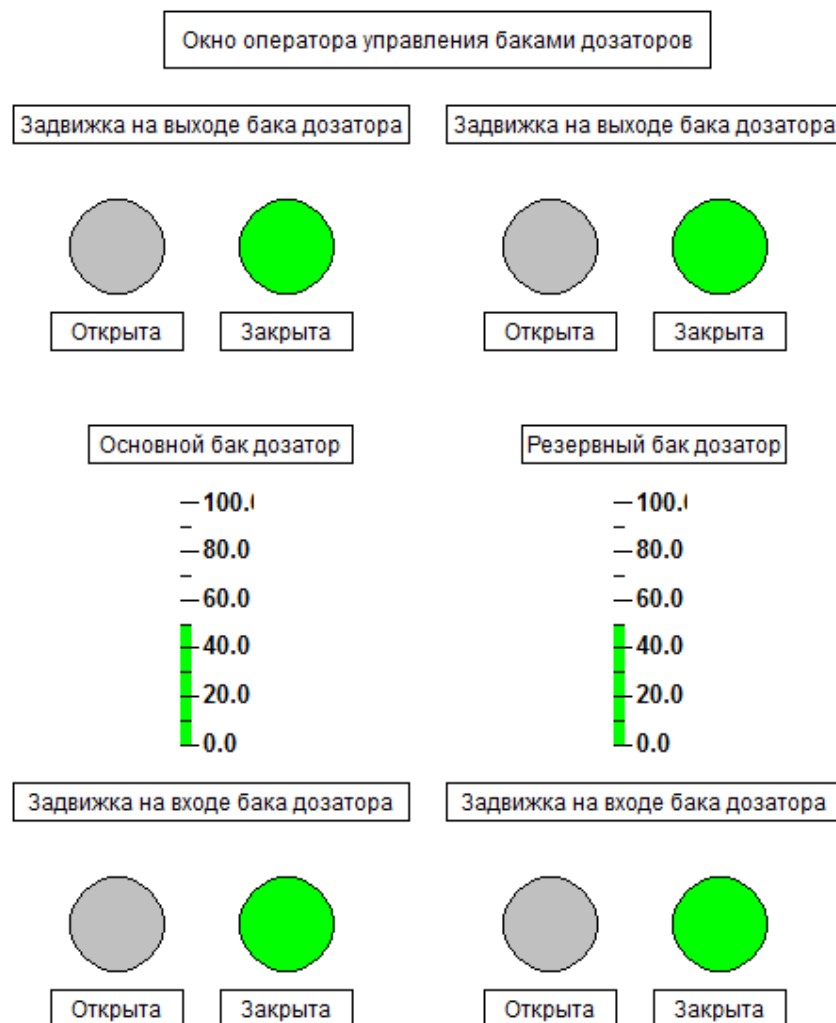 Окно оператора управления баками дозаторов
Задвижка на выходе бака дозатора
Задвижка на выходе бака дозатора
Открыта
Закрыта
Открыта
Закрыта
Основной бак дозатор
Резервный бак дозатор
100.0
80.0
60.0
40.0
20.0
0.0
100.0
80.0
60.0
40.0
20.0
0.0
Задвижка на входе бака дозатора
Задвижка на входе бака дозатора
Открыта
Закрыта
Открыта
Закрыта